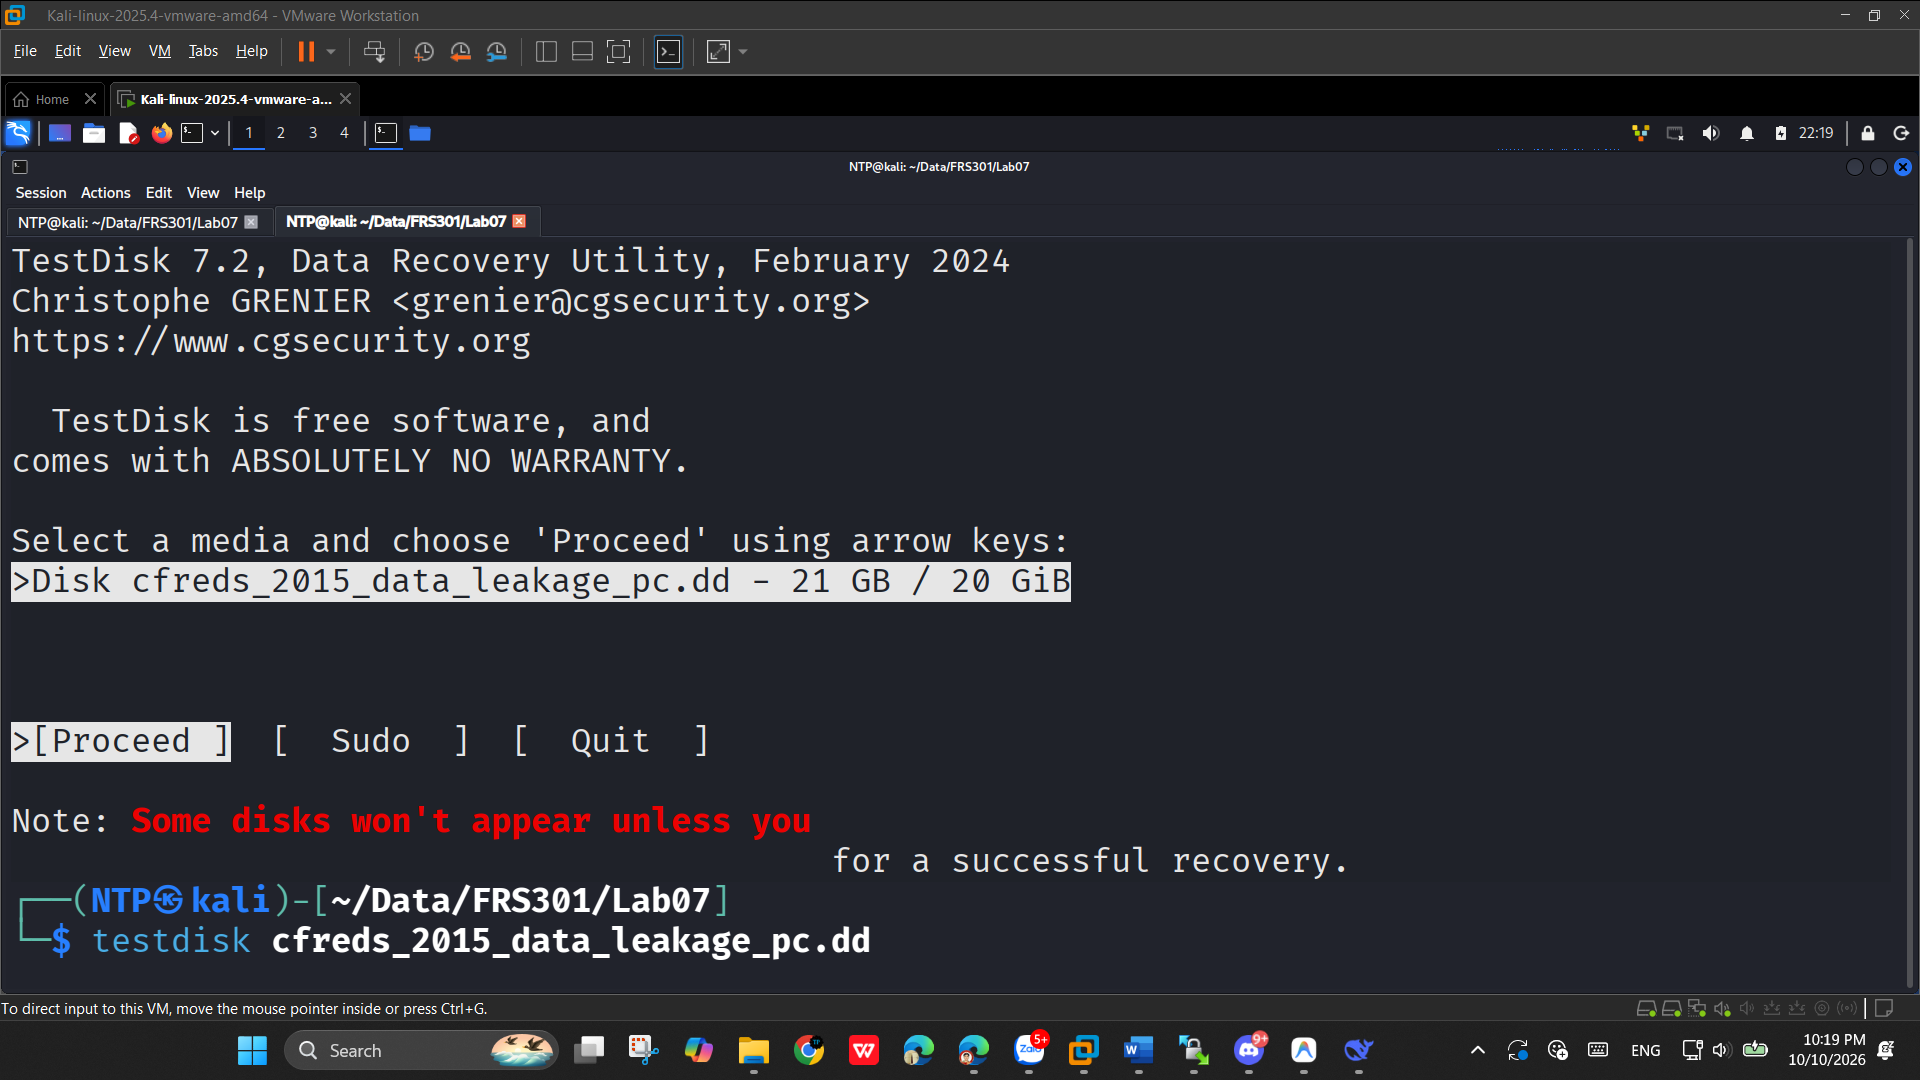 Kali-linux-2025.4-vmware-amd64 - VMware Workstation
File Edit View VM Tabs Help
Home
Kali-linux-2025.4-vmware-a...
1 2 3 4
22:19
NTP@kali: ~/Data/FRS301/Lab07
Session Actions Edit View Help
NTP@kali: ~/Data/FRS301/Lab07
NTP@kali: ~/Data/FRS301/Lab07
TestDisk 7.2, Data Recovery Utility, February 2024
Christophe GRENIER <grenier@cgsecurity.org>
https://www.cgsecurity.org
TestDisk is free software, and
comes with ABSOLUTELY NO WARRANTY.
Select a media and choose 'Proceed' using arrow keys:
>Disk cfreds_2015_data_leakage_pc.dd - 21 GB / 20 GiB
>[Proceed ] [ Sudo ] [ Quit ]
Note: Some disks won't appear unless you
for a successful recovery.
(NTP㉿kali)-[~/Data/FRS301/Lab07]
$ testdisk cfreds_2015_data_leakage_pc.dd
To direct input to this VM, move the mouse pointer inside or press Ctrl+G.
Search
Zalo
5+
9+
ENG
10:19 PM
10/10/2026